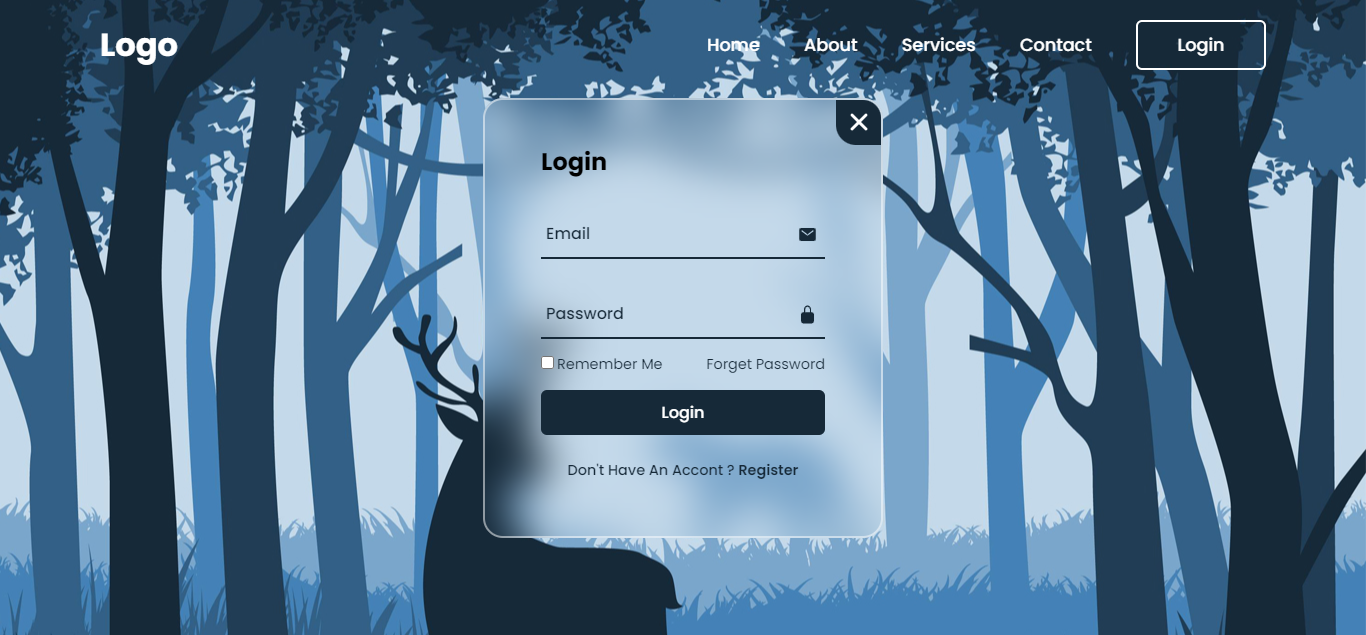 Logo
Home About Services Contact Login
Login
Email
Password
Remember Me Forget Password
Login
Don't Have An Accont ? Register